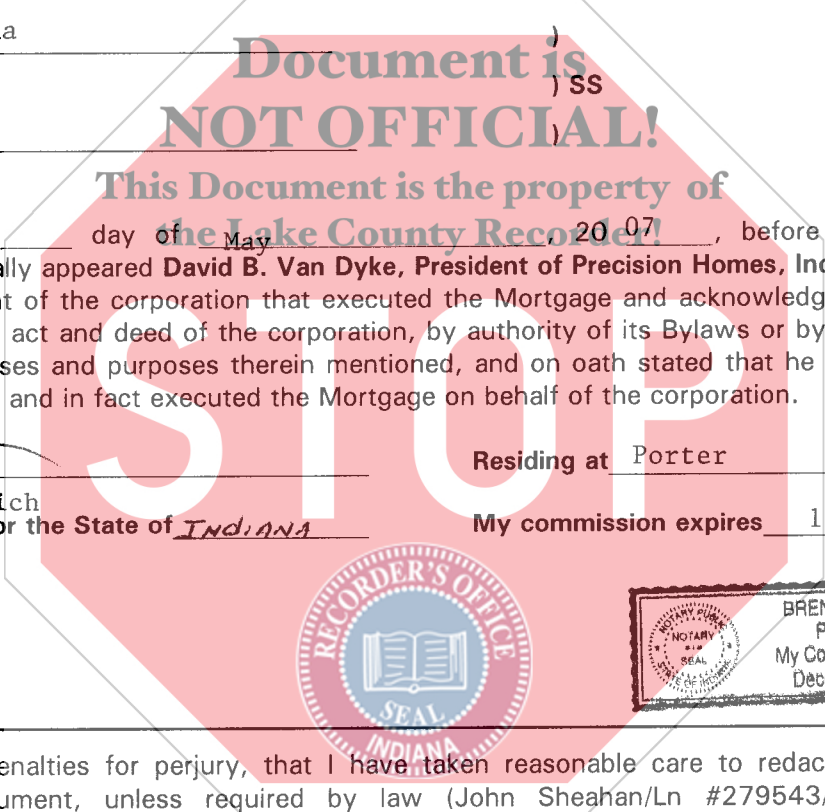 a )
Document is
) SS
NOT OFFICIAL!
)
This Document is the property of
the Lake County Recorder!
day of May , 20 07 , before
ally appeared David B. Van Dyke, President of Precision Homes, Inc
t of the corporation that executed the Mortgage and acknowledg
act and deed of the corporation, by authority of its Bylaws or by
ses and purposes therein mentioned, and on oath stated that he
and in fact executed the Mortgage on behalf of the corporation.
STOP
Residing at Porter
ich
or the State of INDIANA My commission expires 1
RECORDER'S OFFICE
SEAL
INDIANA
NOTARY PUBLIC
NOTARY
SEAL
STATE OF INDIANA
BREN
P
My Co
Dec
enalties for perjury, that I have taken reasonable care to redac
ument, unless required by law (John Sheahan/Ln #279543/